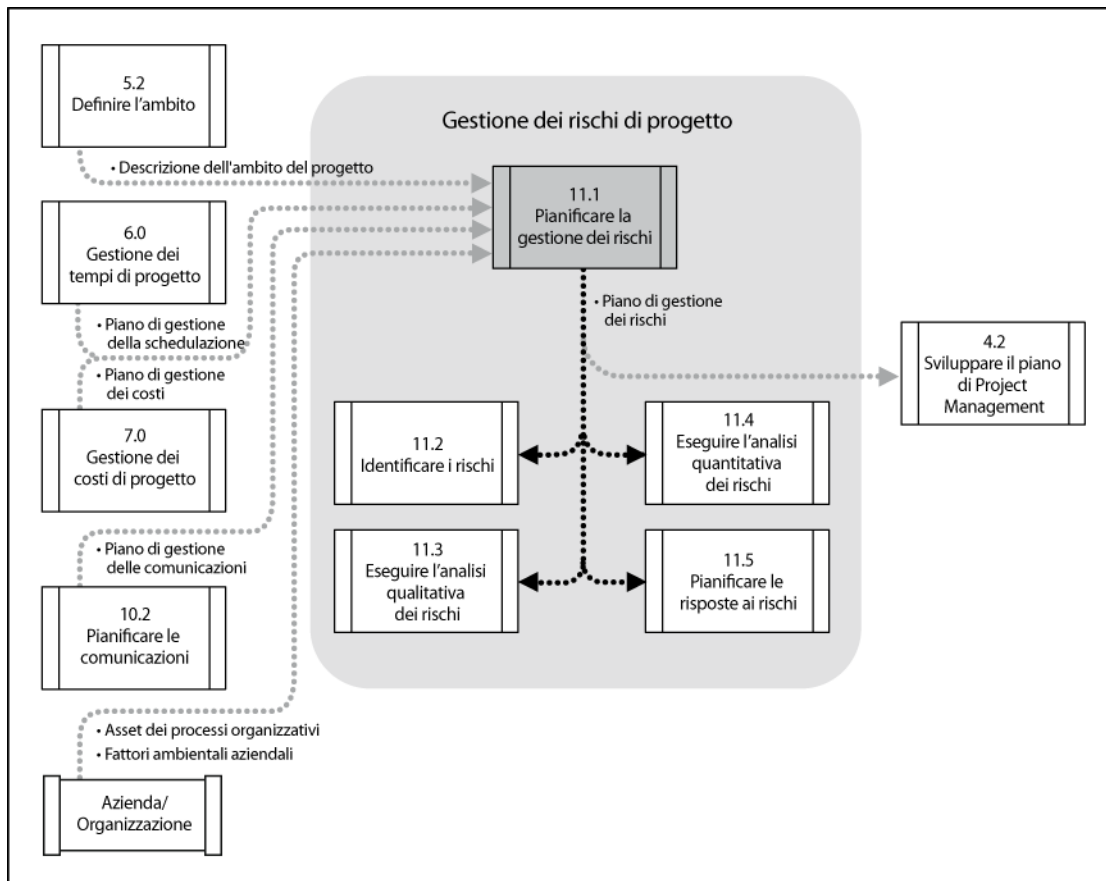 5.2
Definire l'ambito
Gestione dei rischi di progetto
• Descrizione dell'ambito del progetto
11.1
Pianificare la
gestione dei rischi
6.0
Gestione dei
tempi di progetto
• Piano di gestione
dei rischi
• Piano di gestione
della schedulazione
4.2
Sviluppare il piano
di Project
Management
• Piano di gestione
dei costi
7.0
Gestione dei
costi di progetto
11.2
Identificare i rischi
11.4
Eseguire l'analisi
quantitativa
dei rischi
• Piano di gestione
delle comunicazioni
11.3
Eseguire l'analisi
qualitativa
dei rischi
11.5
Pianificare le
risposte ai rischi
10.2
Pianificare le
comunicazioni
• Asset dei processi organizzativi
• Fattori ambientali aziendali
Azienda/
Organizzazione